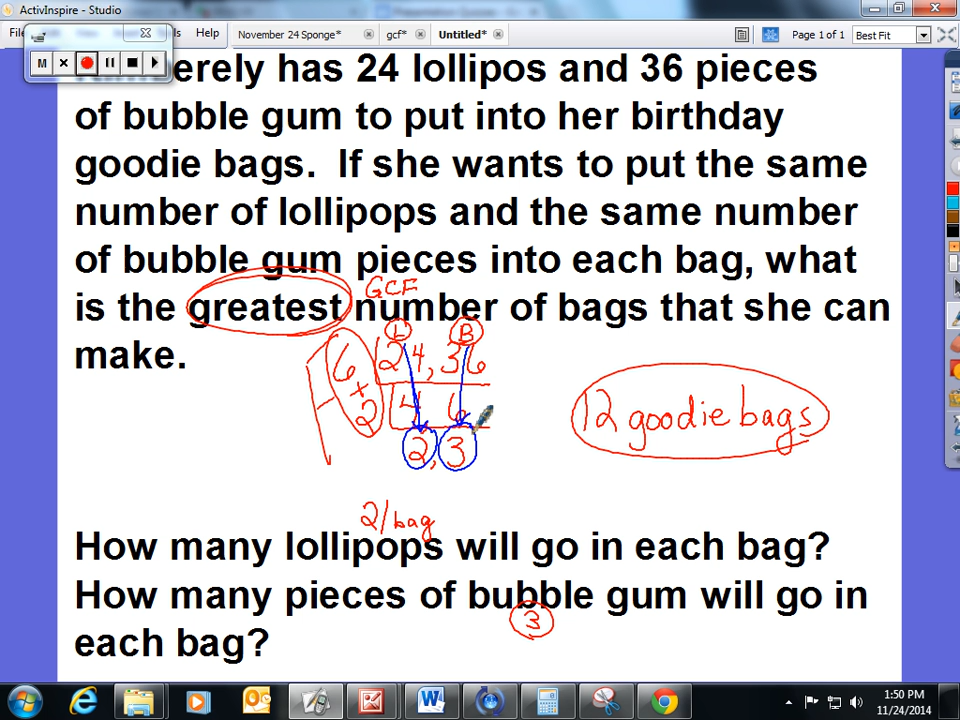 ActivInspire - Studio
File View Insert Tools Help
November 24 Sponge* gcf* Untitled* Page 1 of 1 Best Fit
M
has 24 lollipos and 36 pieces
of bubble gum to put into her birthday
goodie bags. If she wants to put the same
number of lollipops and the same number
of bubble gum pieces into each bag, what
GCF
is the greatest number of bags that she can
L B
make.
6 24, 36
×
2 4 6
12 goodie bags
2, 3
2/bag
How many lollipops will go in each bag?
How many pieces of bubble gum will go in
3
each bag?
1:50 PM
11/24/2014